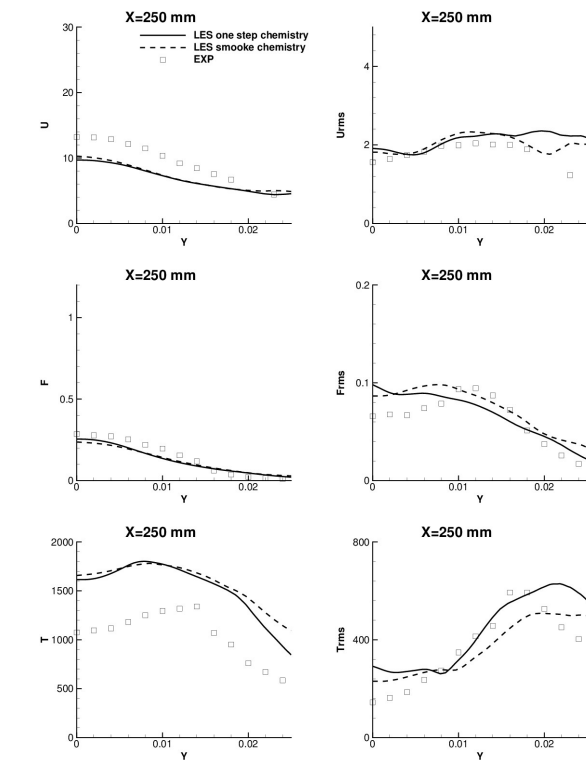 X=250 mm
30
20
10
0
U
0
0.01
0.02
Y
LES one step chemistry
LES smooke chemistry
EXP
X=250 mm
4
2
0
Urms
0
0.01
0.02
X=250 mm
1
0.5
0
F
0
0.01
0.02
Y
X=250 mm
0.2
0.1
0
Frms
0
0.01
0.02
Y
X=250 mm
2000
1500
1000
500
0
T
0
0.01
0.02
Y
X=250 mm
800
400
0
Trms
0
0.01
0.02
Y